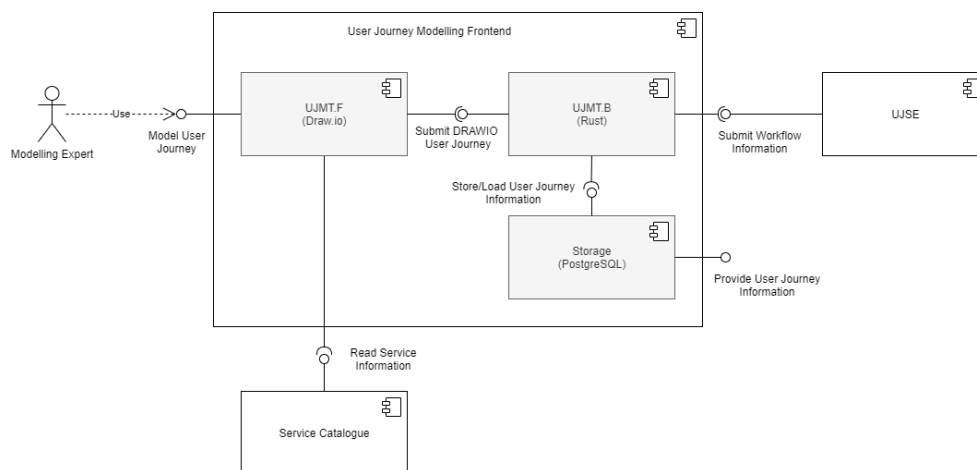 User Journey Modelling Frontend
UJMT.F
(Draw.io)
UJMT.B
(Rust)
UJSE
Use
Model User
Journey
Submit DRAWIO
User Journey
Submit Workflow
Information
Modelling Expert
Store/Load User Journey
Information
Storage
(PostgreSQL)
Provide User Journey
Information
Read Service
Information
Service Catalogue